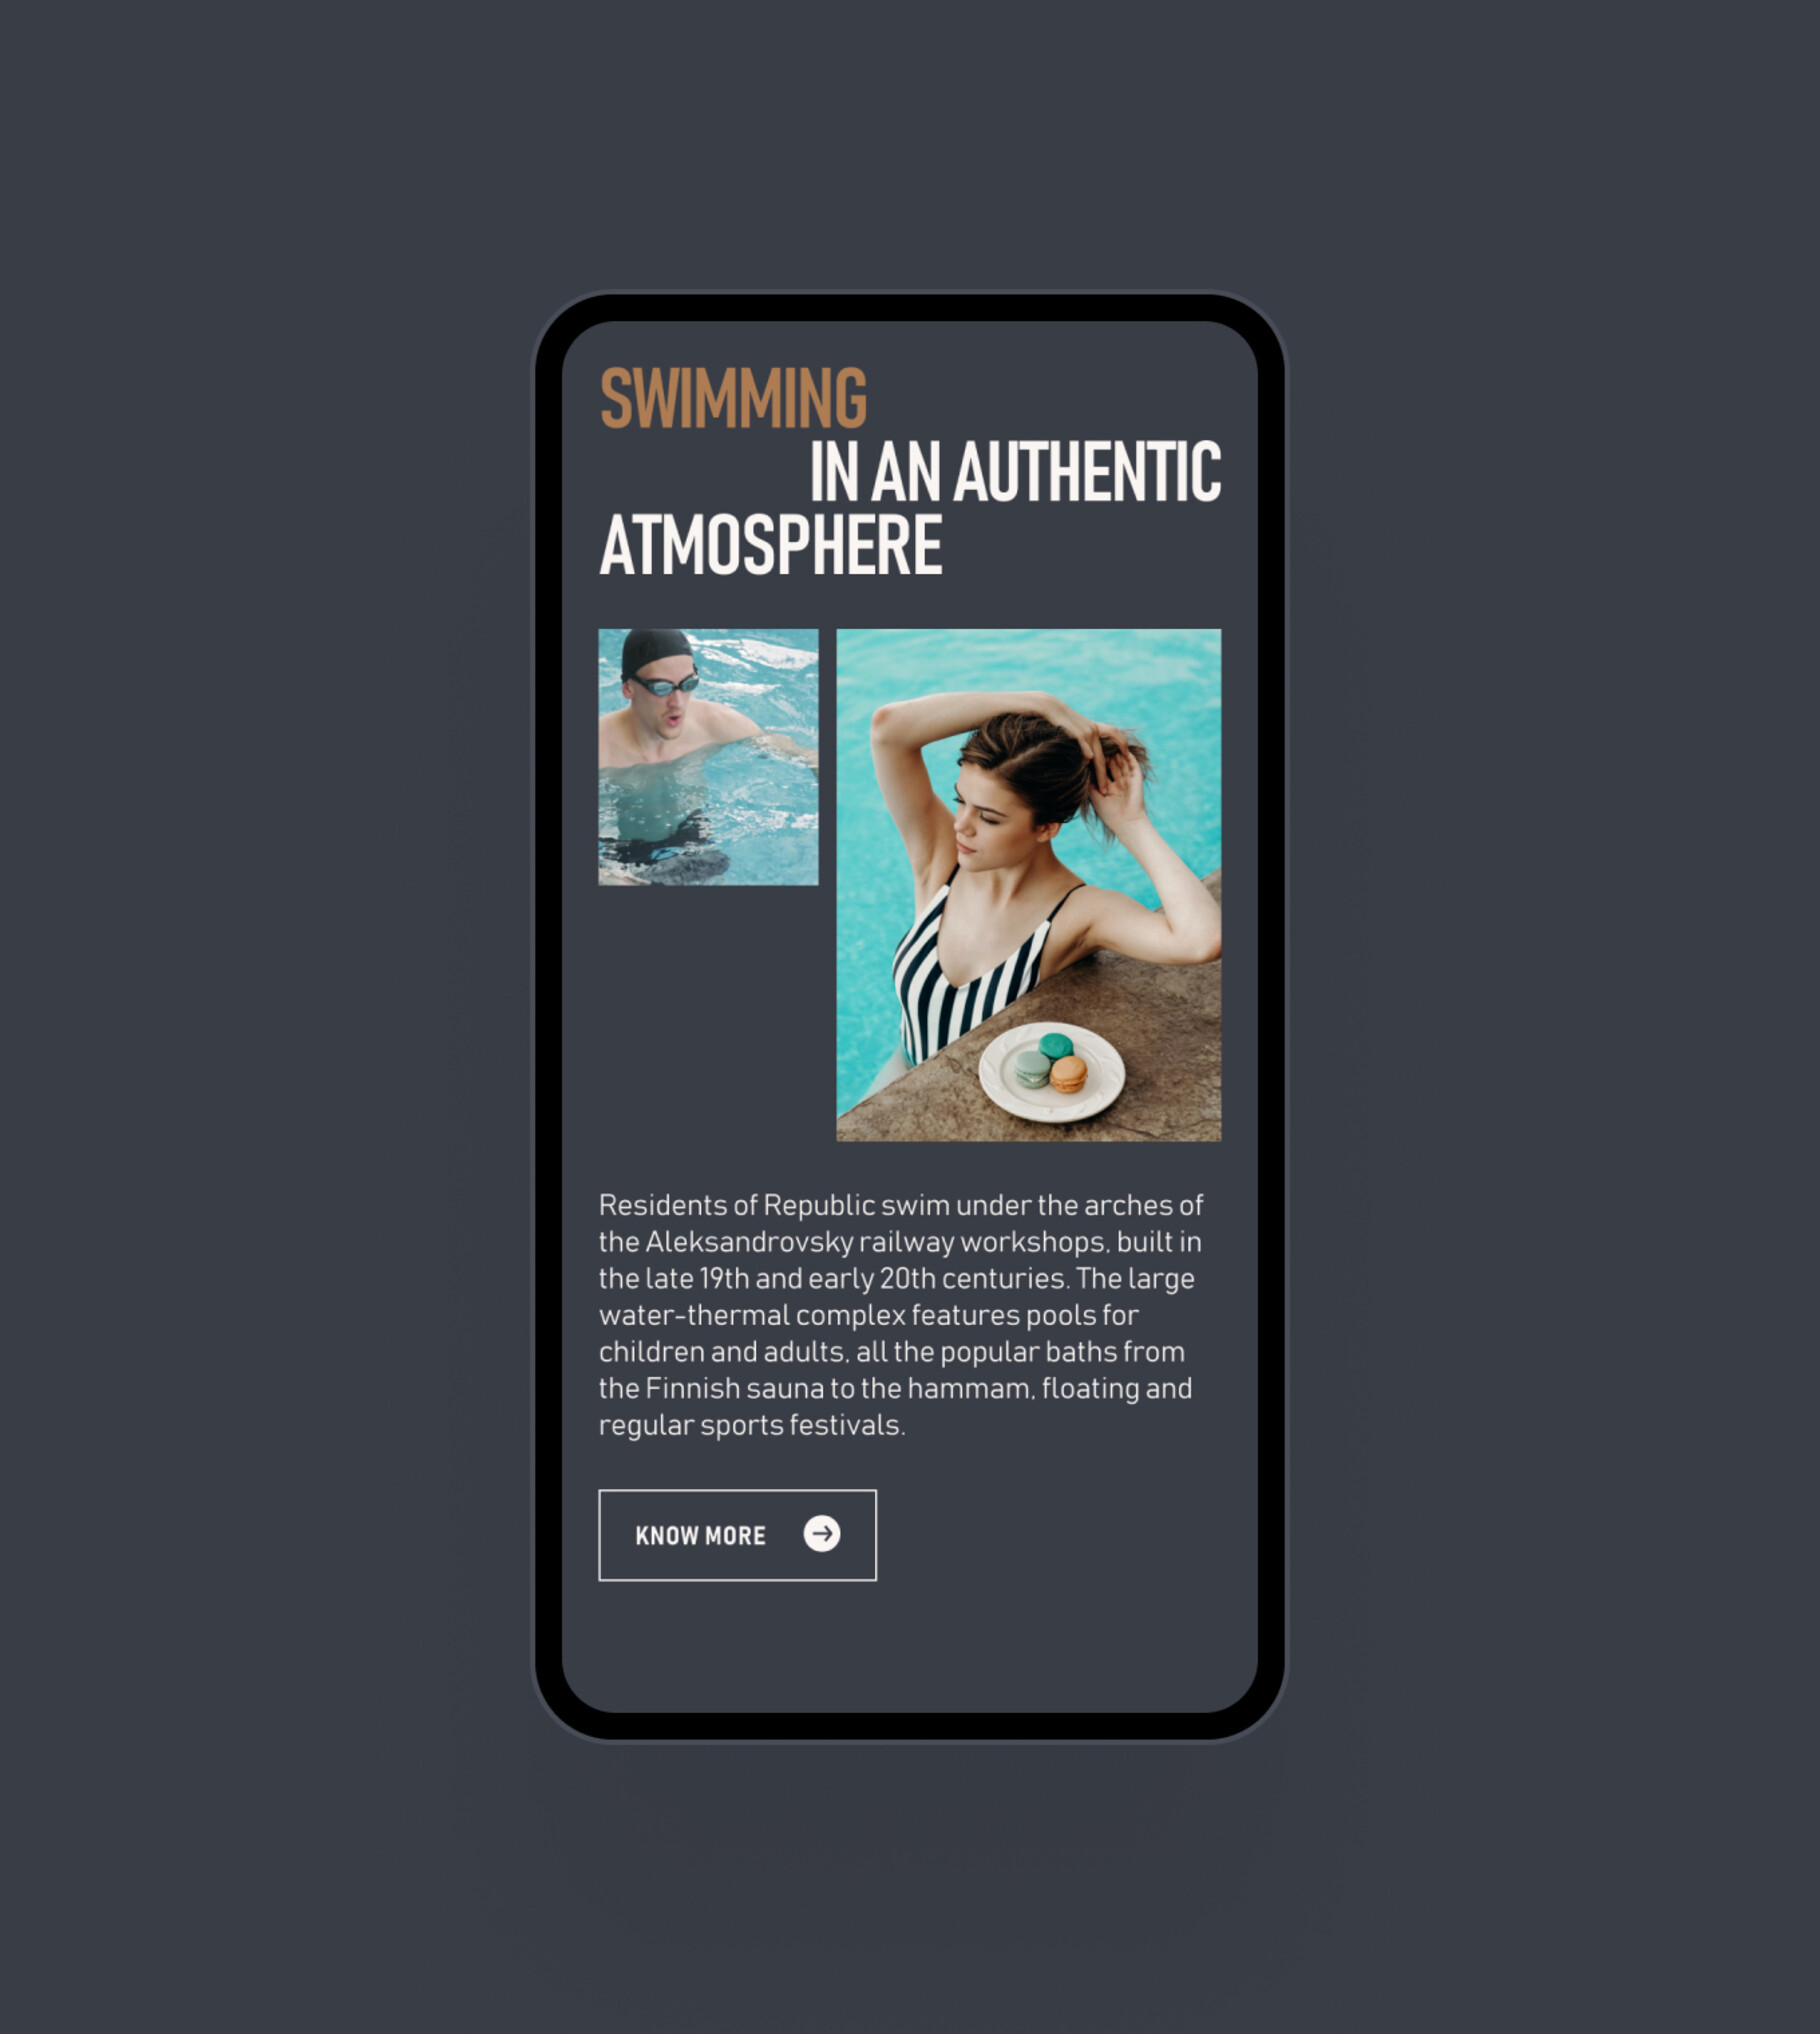 SWIMMING
IN AN AUTHENTIC
ATMOSPHERE
Residents of Republic swim under the arches of
the Aleksandrovsky railway workshops, built in
the late 19th and early 20th centuries. The large
water-thermal complex features pools for
children and adults, all the popular baths from
the Finnish sauna to the hammam, floating and
regular sports festivals.
KNOW MORE